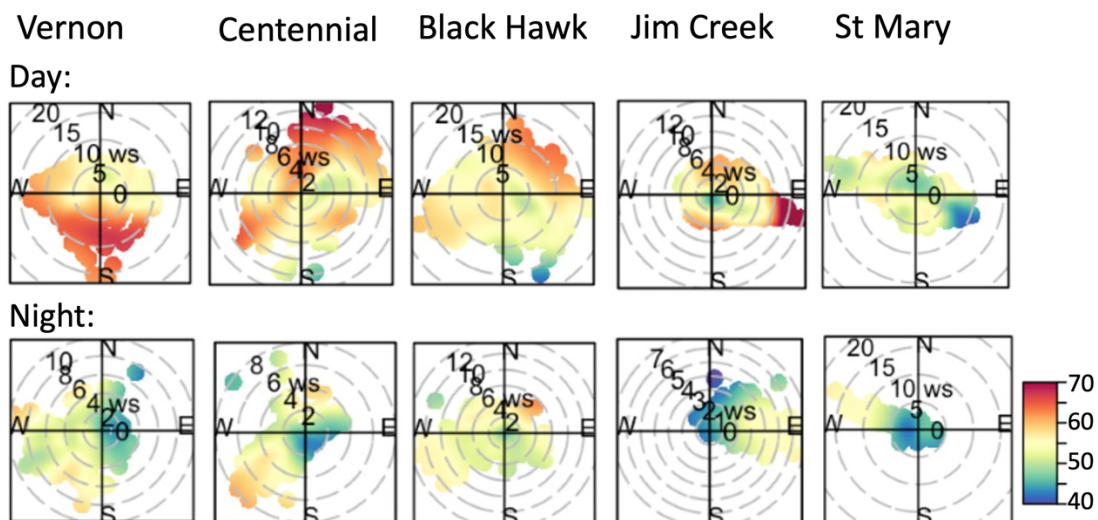 Vernon Centennial Black Hawk Jim Creek St Mary
Day:
N 20 15 10 ws 5 0 W E S
N 12 10 8 6 ws 4 2 W E S
N 20 15 ws 10 5 W E S
N 12 10 8 6 4 ws 2 0 W E S
20 N 15 10 ws 5 0 W E S
Night:
N 10 8 6 4 ws 2 0 W E S
N 8 6 ws 4 2 W E S
N 12 10 8 6 ws 4 2 W E S
N 7 6 5 4 3 2 ws 1 0 W E S
N 20 15 10 ws 5 0 W E S
70
60
50
40